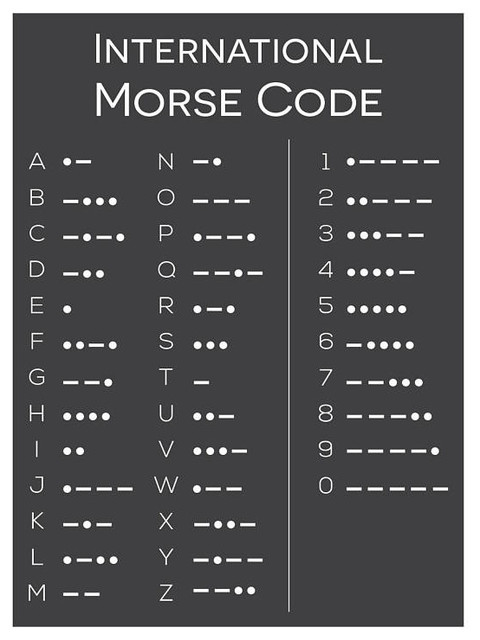 INTERNATIONAL
MORSE CODE
A •–
B –•••
C –•–•
D –••
E •
F ••–•
G ––•
H ••••
I ••
J •–––
K –•–
L •–••
M ––
N –•
O –––
P •––•
Q ––•–
R •–•
S •••
T –
U ••–
V •••–
W •––
X –••–
Y –•––
Z ––••
1 •––––
2 ••–––
3 •••––
4 ••••–
5 •••••
6 –••••
7 ––•••
8 –––••
9 ––––•
0 –––––